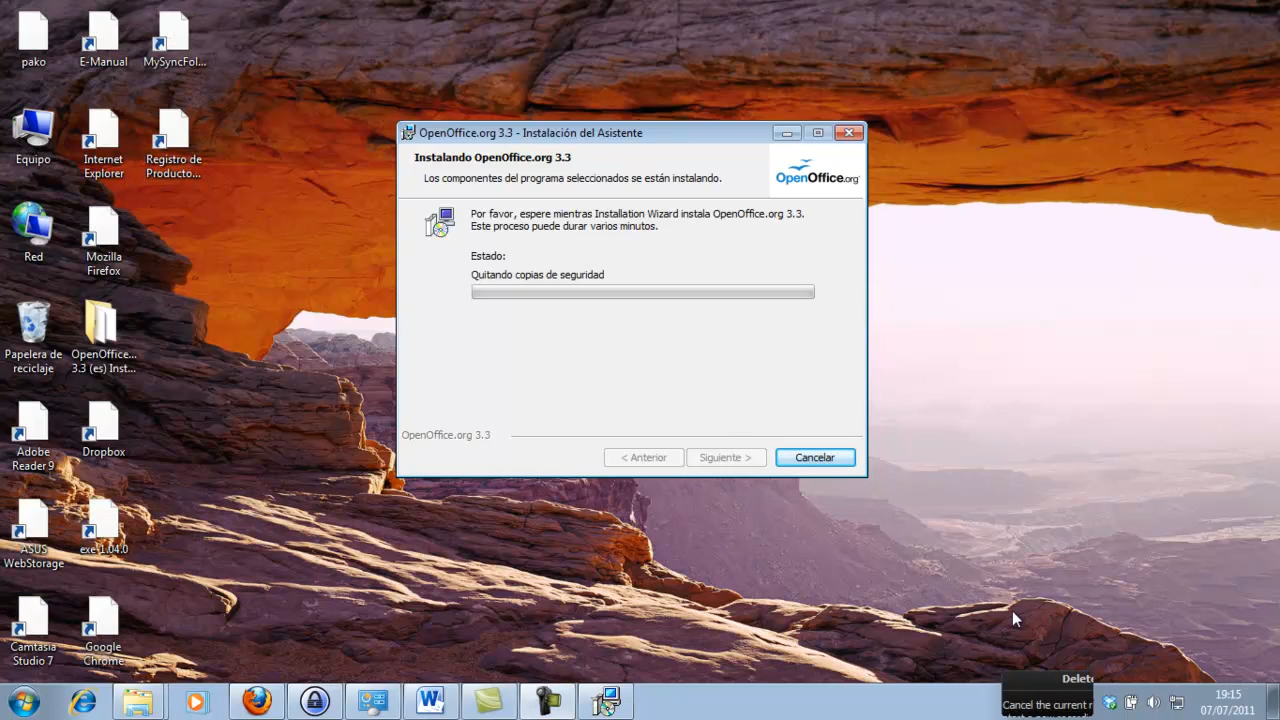 pako
E-Manual
MySyncFol...
Equipo
Internet
Explorer
Registro de
Producto...
Red
Mozilla
Firefox
Papelera de
reciclaje
OpenOffice...
3.3 (es) Inst...
Adobe
Reader 9
Dropbox
ASUS
WebStorage
exe-1.04.0
Camtasia
Studio 7
Google
Chrome
OpenOffice.org 3.3 - Instalación del Asistente
Instalando OpenOffice.org 3.3
Los componentes del programa seleccionados se están instalando.
OpenOffice.org
Por favor, espere mientras Installation Wizard instala OpenOffice.org 3.3.
Este proceso puede durar varios minutos.
Estado:
Quitando copias de seguridad
OpenOffice.org 3.3
< Anterior
Siguiente >
Cancelar
Delete
Cancel the current r
19:15
07/07/2011